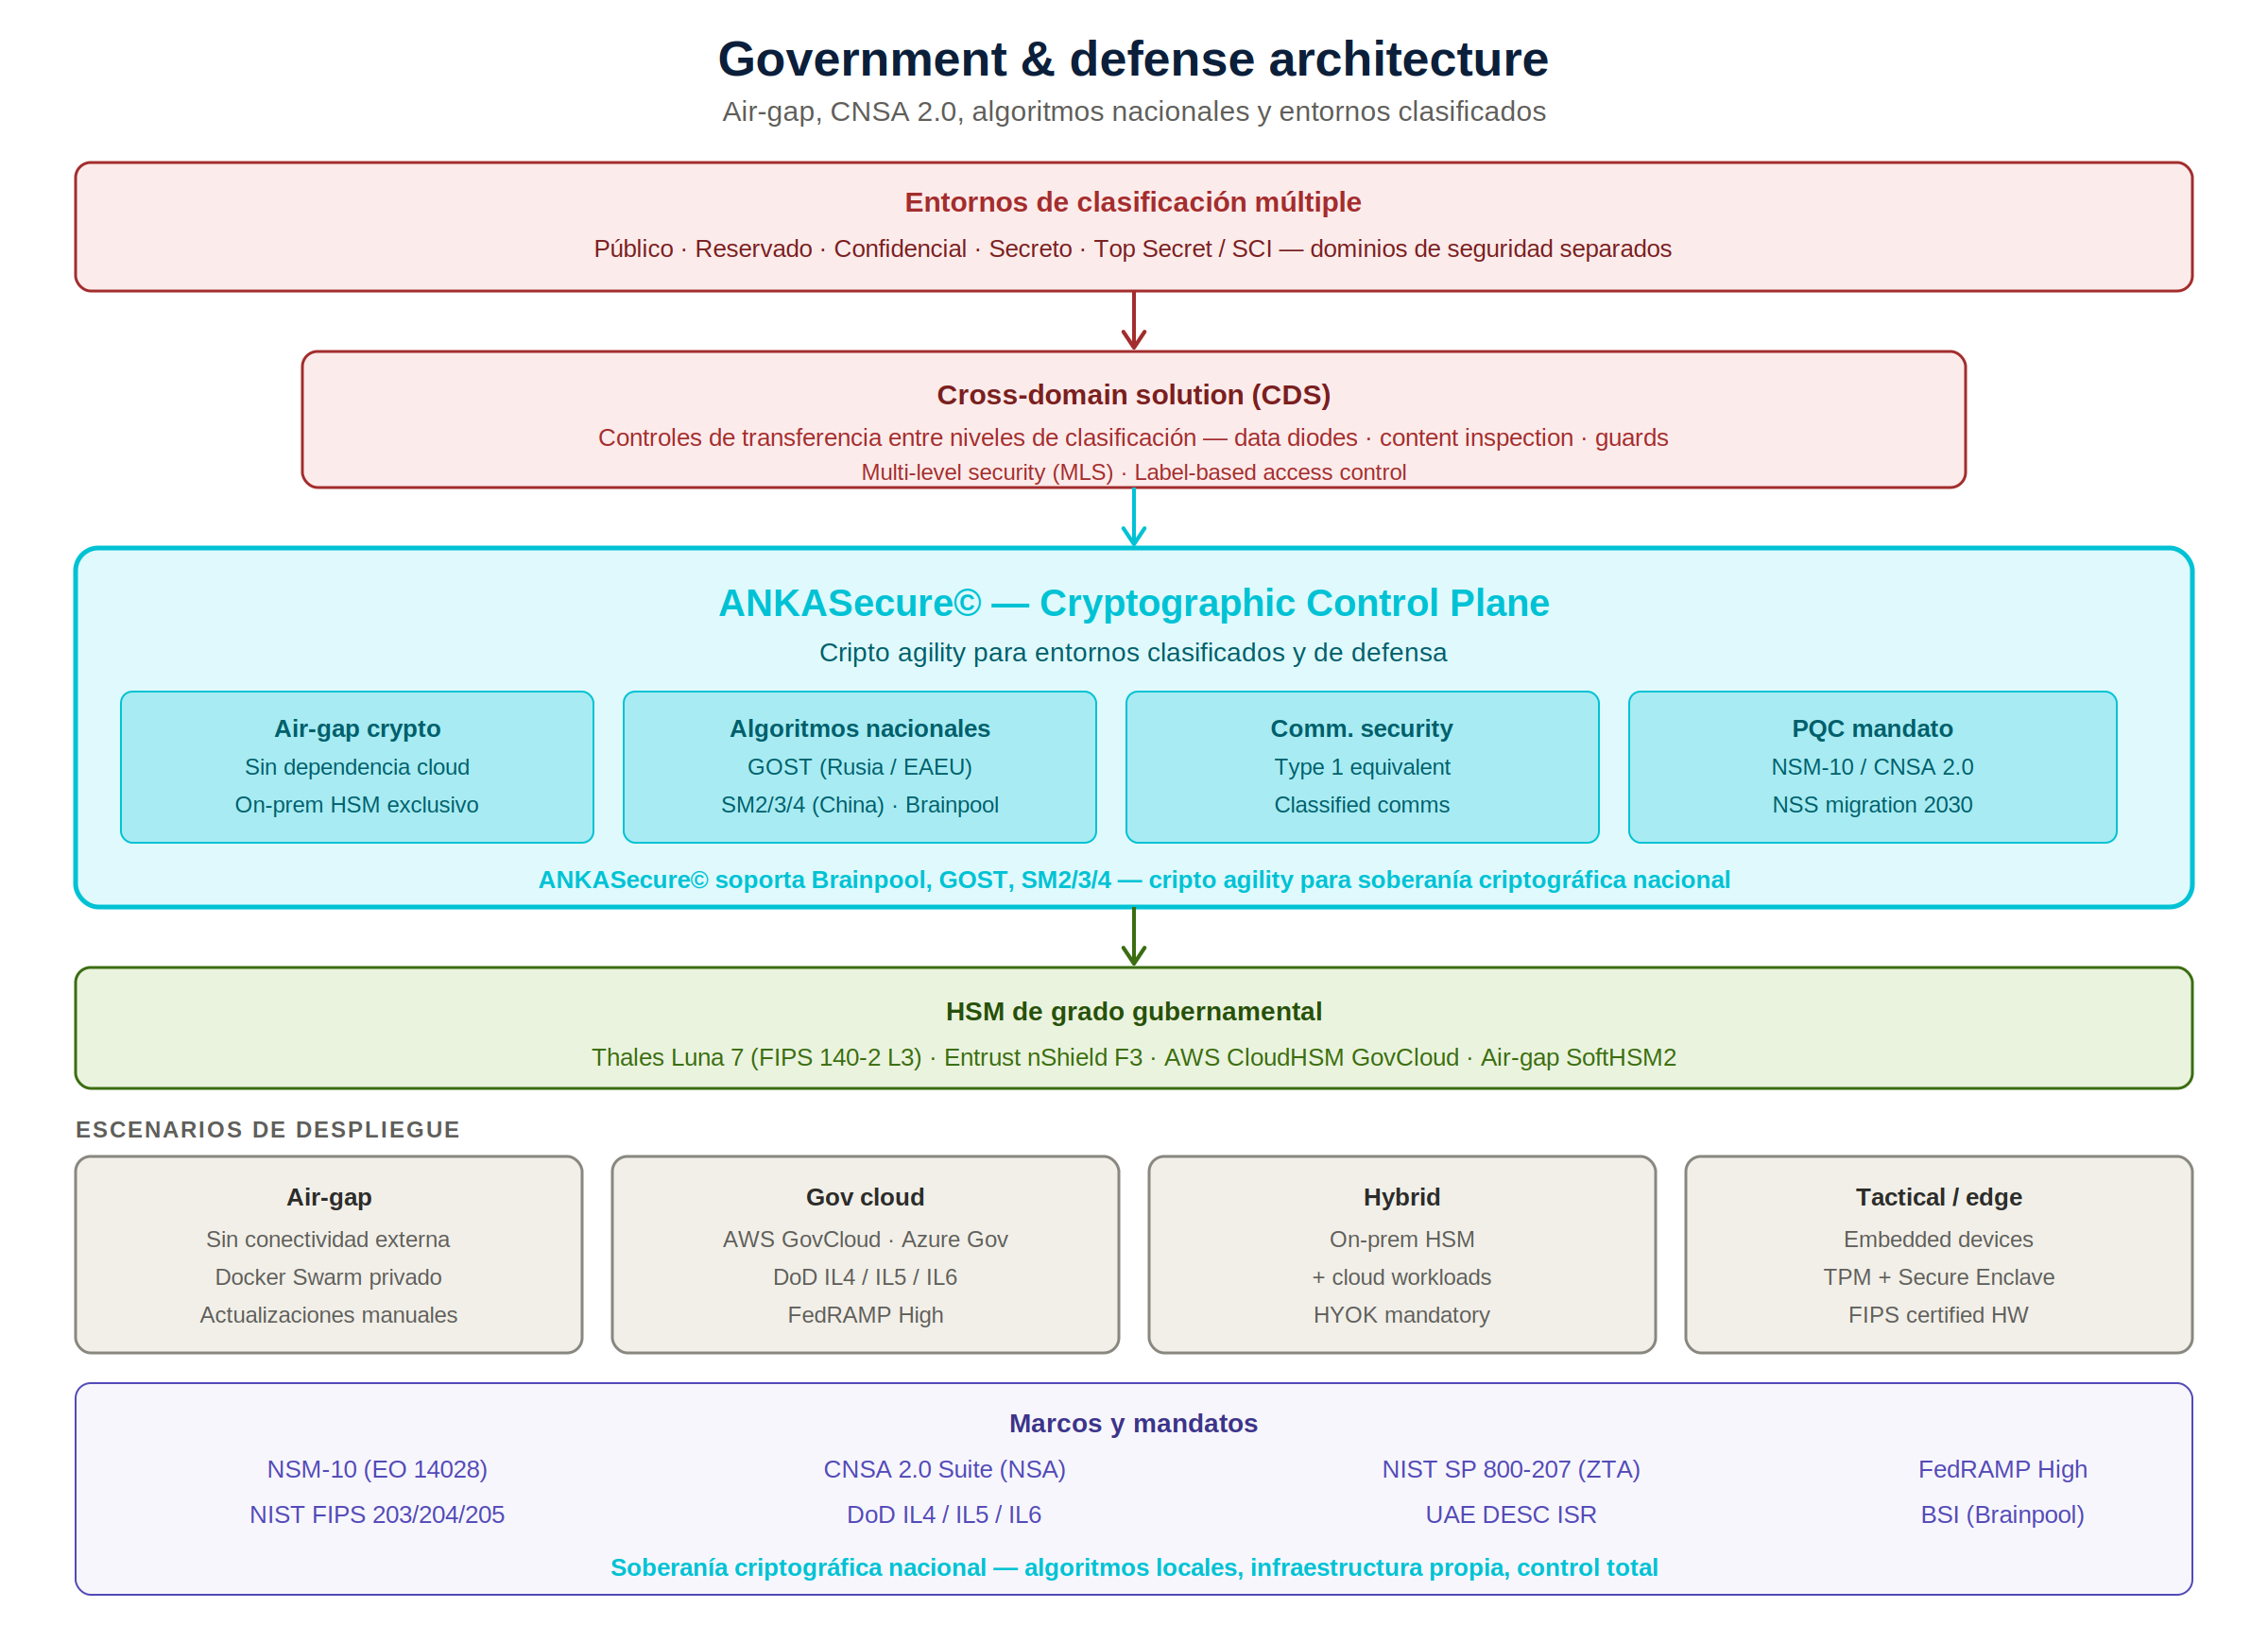 Government & defense architecture
Air-gap, CNSA 2.0, algoritmos nacionales y entornos clasificados
Entornos de clasificación múltiple
Público · Reservado · Confidencial · Secreto · Top Secret / SCI — dominios de seguridad separados
Cross-domain solution (CDS)
Controles de transferencia entre niveles de clasificación — data diodes · content inspection · guards
Multi-level security (MLS) · Label-based access control
ANKASecure© — Cryptographic Control Plane
Cripto agility para entornos clasificados y de defensa
Air-gap crypto
Sin dependencia cloud
On-prem HSM exclusivo
Algoritmos nacionales
GOST (Rusia / EAEU)
SM2/3/4 (China) · Brainpool
Comm. security
Type 1 equivalent
Classified comms
PQC mandato
NSM-10 / CNSA 2.0
NSS migration 2030
ANKASecure© soporta Brainpool, GOST, SM2/3/4 — cripto agility para soberanía criptográfica nacional
HSM de grado gubernamental
Thales Luna 7 (FIPS 140-2 L3) · Entrust nShield F3 · AWS CloudHSM GovCloud · Air-gap SoftHSM2
ESCENARIOS DE DESPLIEGUE
Air-gap
Sin conectividad externa
Docker Swarm privado
Actualizaciones manuales
Gov cloud
AWS GovCloud · Azure Gov
DoD IL4 / IL5 / IL6
FedRAMP High
Hybrid
On-prem HSM
+ cloud workloads
HYOK mandatory
Tactical / edge
Embedded devices
TPM + Secure Enclave
FIPS certified HW
Marcos y mandatos
NSM-10 (EO 14028)
CNSA 2.0 Suite (NSA)
NIST SP 800-207 (ZTA)
FedRAMP High
NIST FIPS 203/204/205
DoD IL4 / IL5 / IL6
UAE DESC ISR
BSI (Brainpool)
Soberanía criptográfica nacional — algoritmos locales, infraestructura propia, control total